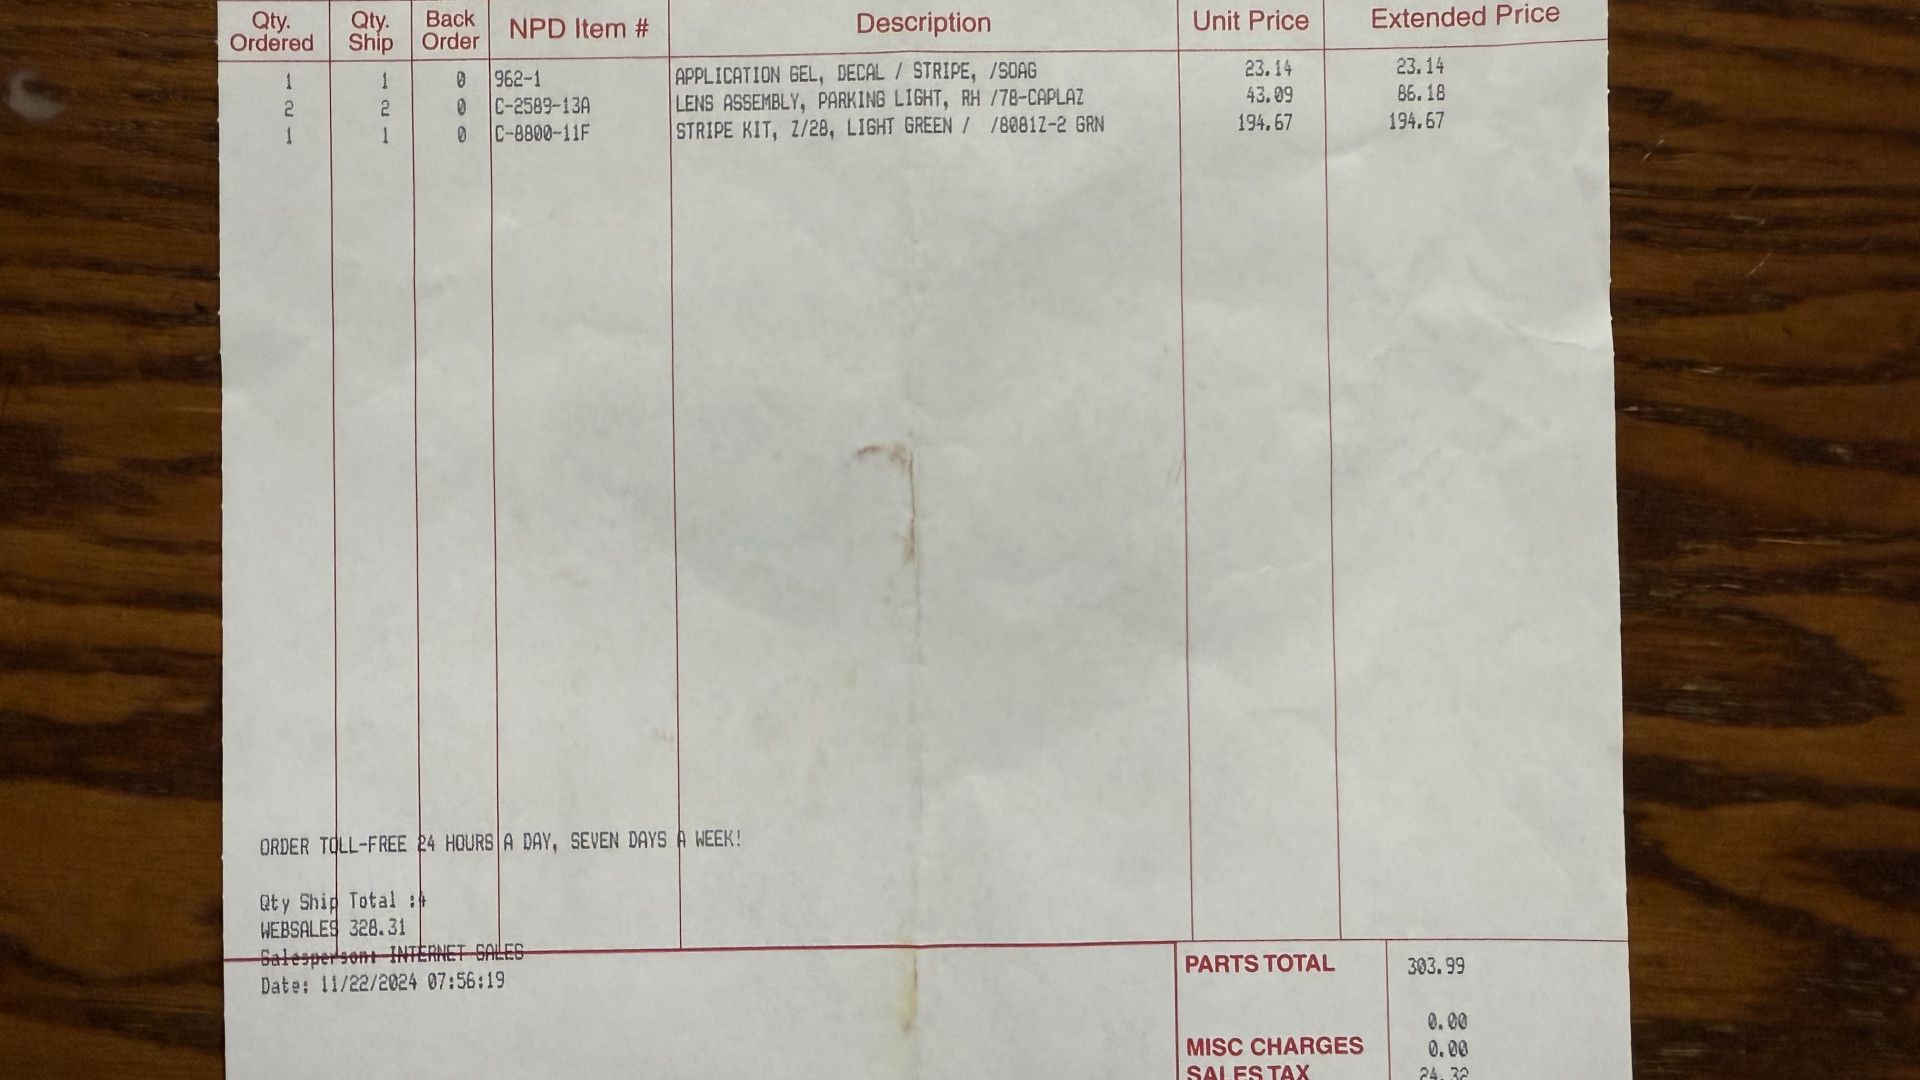 Qty. Ordered Qty. Ship Back Order NPD Item # Description Unit Price Extended Price
1 1 0 962-1 APPLICATION GEL, DECAL / STRIPE, /SOAG 23.14 23.14
2 2 0 C-2589-13A LENS ASSEMBLY, PARKING LIGHT, RH /78-CAPLAZ 43.09 86.18
1 1 0 C-8800-11F STRIPE KIT, Z/28, LIGHT GREEN / /8081Z-2 GRN 194.67 194.67
ORDER TOLL-FREE 24 HOURS A DAY, SEVEN DAYS A WEEK!
Qty Ship Total :4
WEBSALES 328.31
Salesperson: INTERNET SALES
Date: 11/22/2024 07:56:19
PARTS TOTAL 303.99
0.00
MISC CHARGES 0.00
SALES TAX 24.32